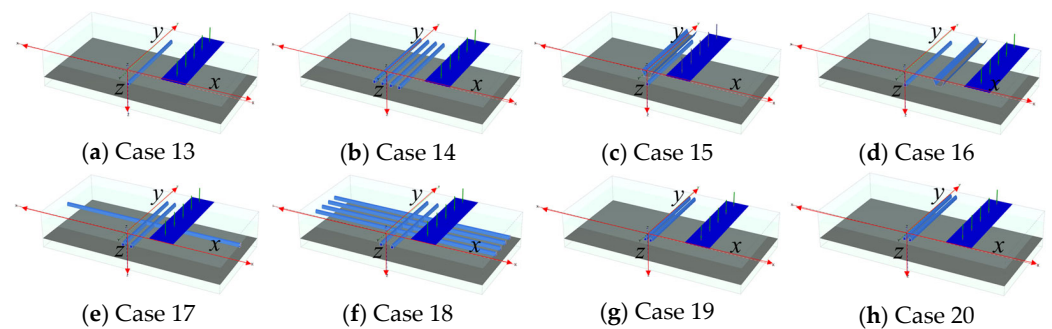 y y y y
x x x x
z z z z
(a) Case 13 (b) Case 14 (c) Case 15 (d) Case 16
y y y y
x x x x
z z z z
(e) Case 17 (f) Case 18 (g) Case 19 (h) Case 20